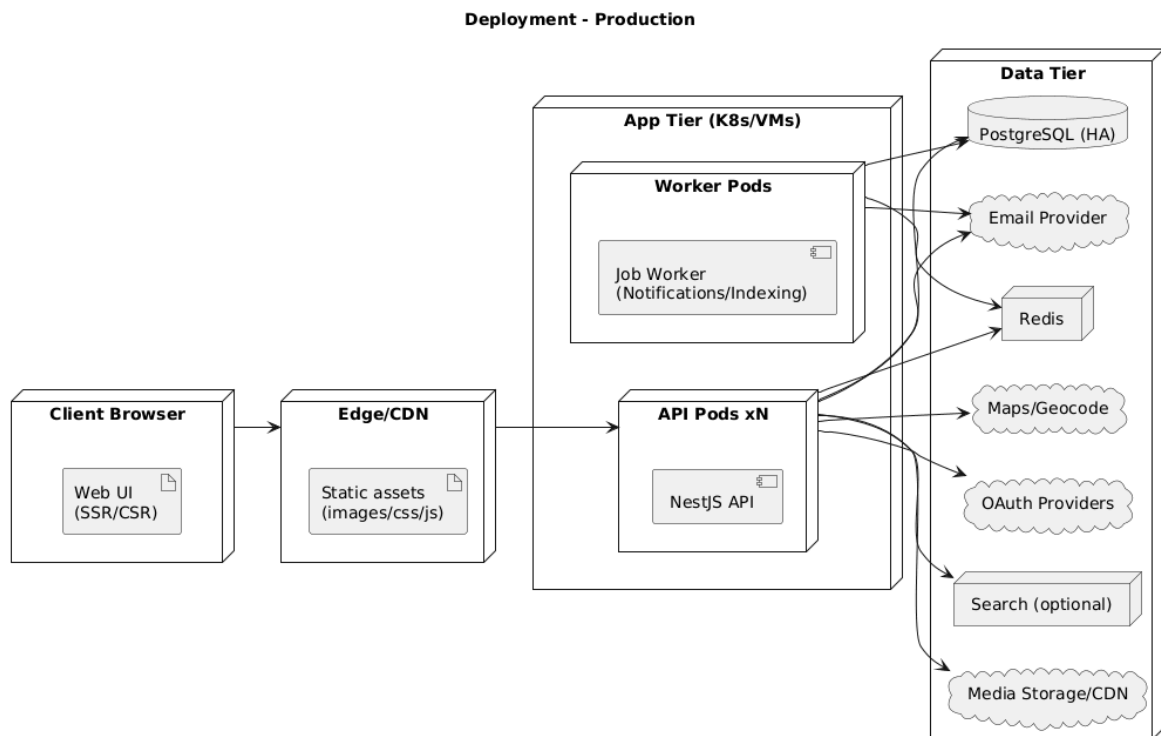 Deployment - Production
Client Browser
Web UI
(SSR/CSR)
Edge/CDN
Static assets
(images/css/js)
App Tier (K8s/VMs)
Worker Pods
Job Worker
(Notifications/Indexing)
API Pods xN
NestJS API
Data Tier
PostgreSQL (HA)
Email Provider
Redis
Maps/Geocode
OAuth Providers
Search (optional)
Media Storage/CDN